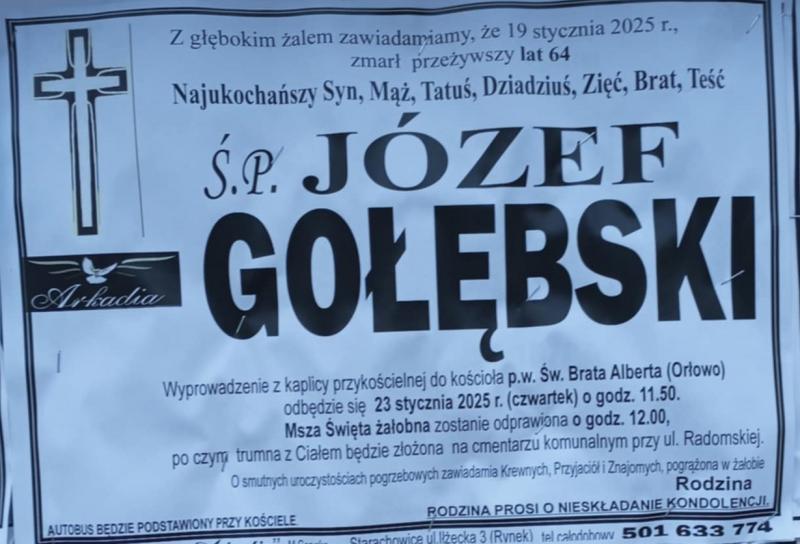 Z głębokim żalem zawiadamiamy, że 19 stycznia 2025 r.,
zmarł przeżywszy lat 64
Najukochańszy Syn, Mąż, Tatuś, Dziadziuś, Zięć, Brat, Teść
Ś.P. JÓZEF
GOŁĘBSKI
Arkadia
Wyprowadzenie z kaplicy przykościelnej do kościoła p.w. Św. Brata Alberta (Orłowo)
odbędzie się 23 stycznia 2025 r. (czwartek) o godz. 11.50.
Msza Święta żałobna zostanie odprawiona o godz. 12.00,
po czym trumna z Ciałem będzie złożona na cmentarzu komunalnym przy ul. Radomskiej.
O smutnych uroczystościach pogrzebowych zawiadamia Krewnych, Przyjaciół i Znajomych, pogrążona w żałobie
Rodzina
RODZINA PROSI O NIESKŁADANIE KONDOLENCJI.
AUTOBUS BĘDZIE PODSTAWIONY PRZY KOŚCIELE.
Starachowice ul.Iłżecka 3 (Rynek) tel.całodobowy 501 633 774